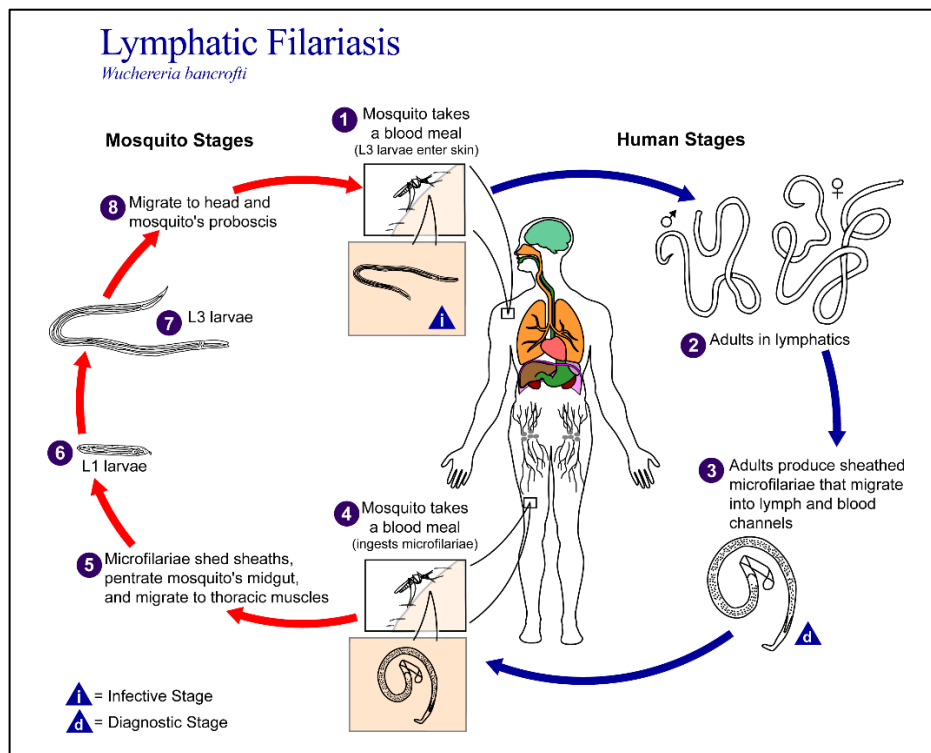 Lymphatic Filariasis
Wuchereria bancrofti
Mosquito Stages
Human Stages
1 Mosquito takes
a blood meal
(L3 larvae enter skin)
♂
♀
2 Adults in lymphatics
3 Adults produce sheathed
microfilariae that migrate
into lymph and blood
channels
d
4 Mosquito takes
a blood meal
(ingests microfilariae)
5 Microfilariae shed sheaths,
pentrate mosquito's midgut,
and migrate to thoracic muscles
6
L1 larvae
7 L3 larvae
8 Migrate to head and
mosquito's proboscis
i
i = Infective Stage
d = Diagnostic Stage